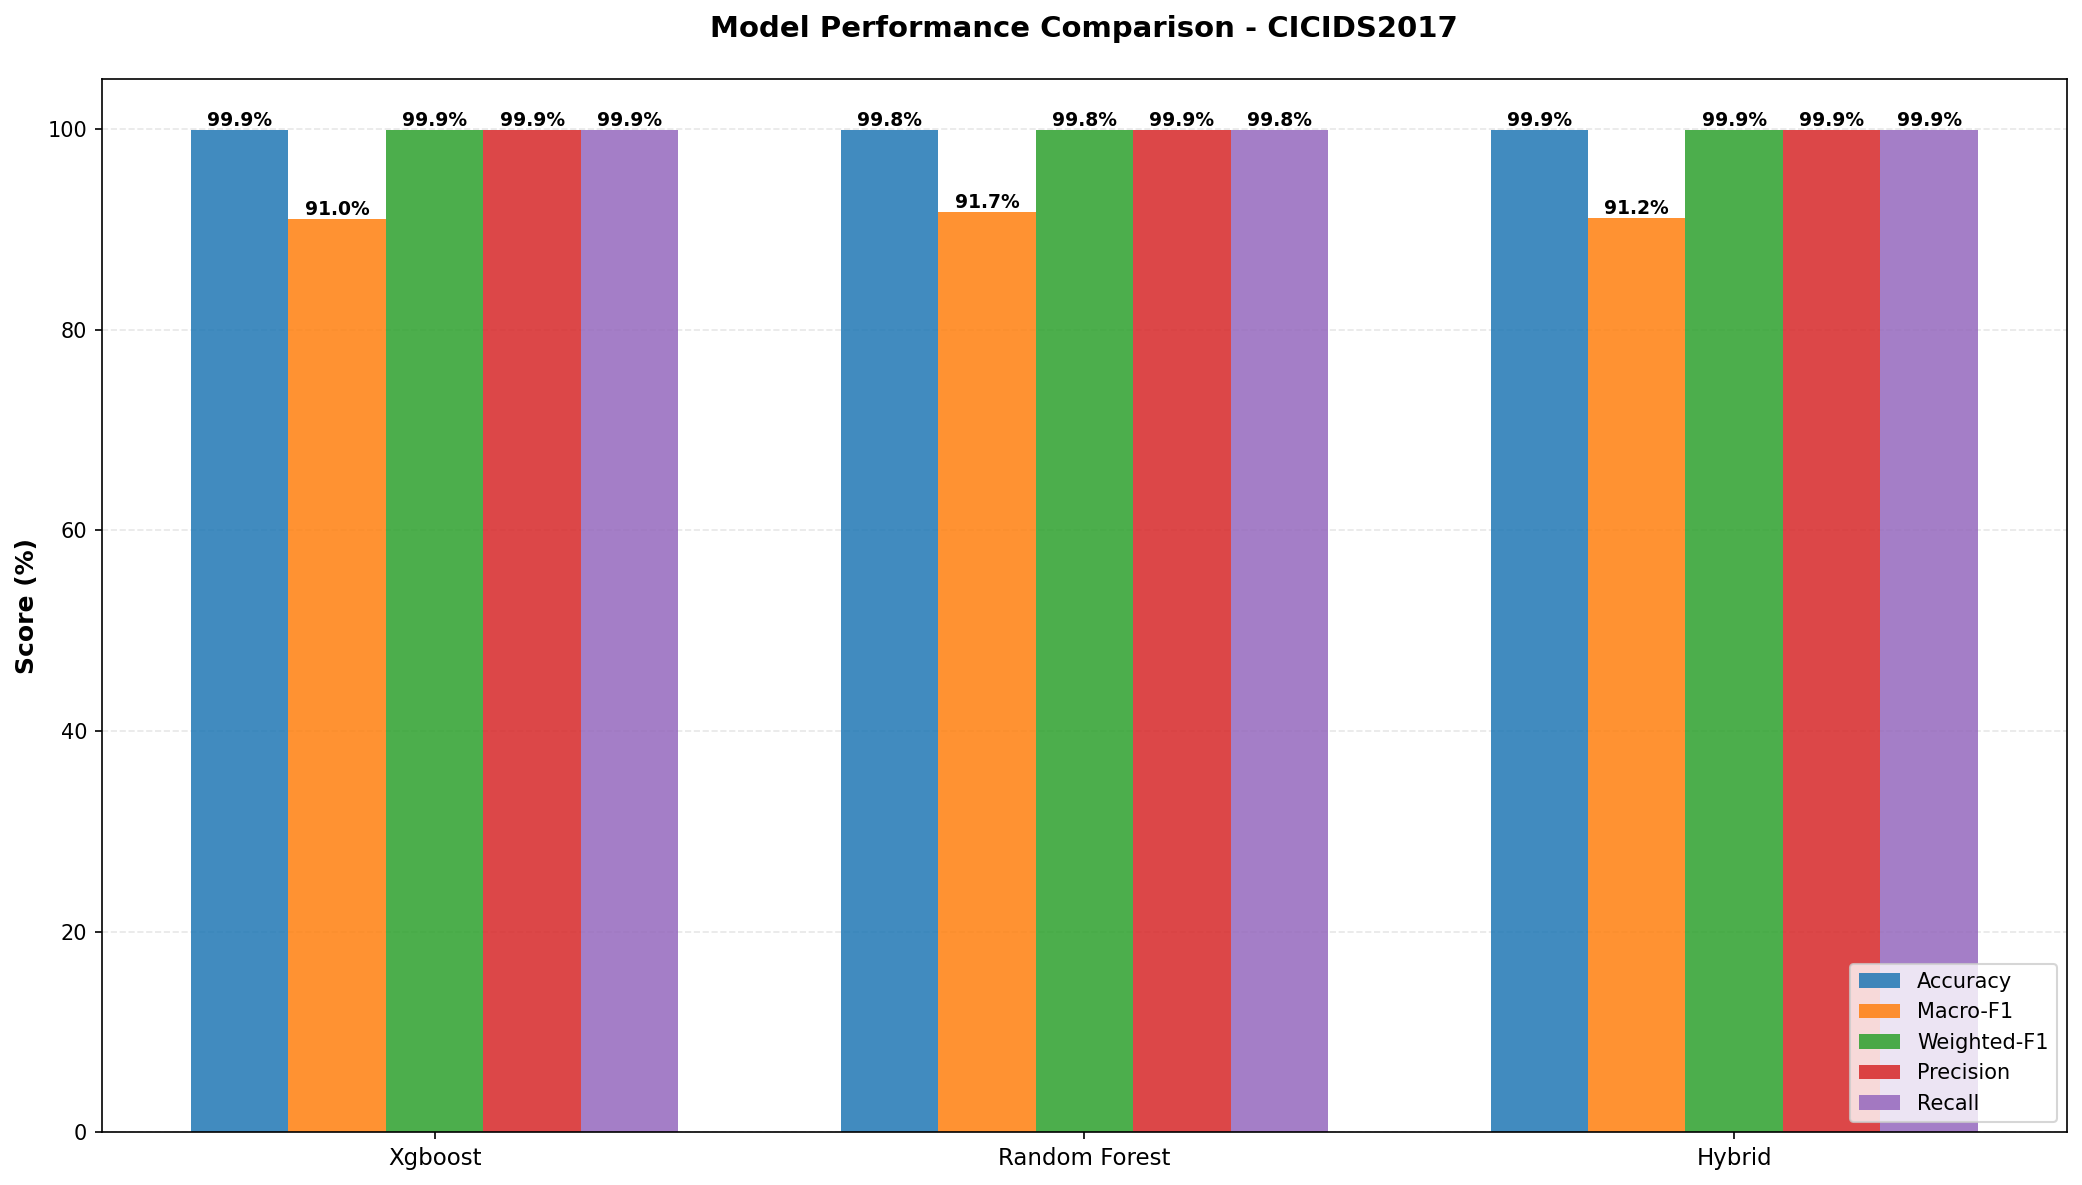 Model Performance Comparison - CICIDS2017
Score (%)
100
80
60
40
20
0
99.9%
91.0%
99.9%
99.9%
99.9%
99.8%
91.7%
99.8%
99.9%
99.8%
99.9%
91.2%
99.9%
99.9%
99.9%
Xgboost
Random Forest
Hybrid
Accuracy
Macro-F1
Weighted-F1
Precision
Recall